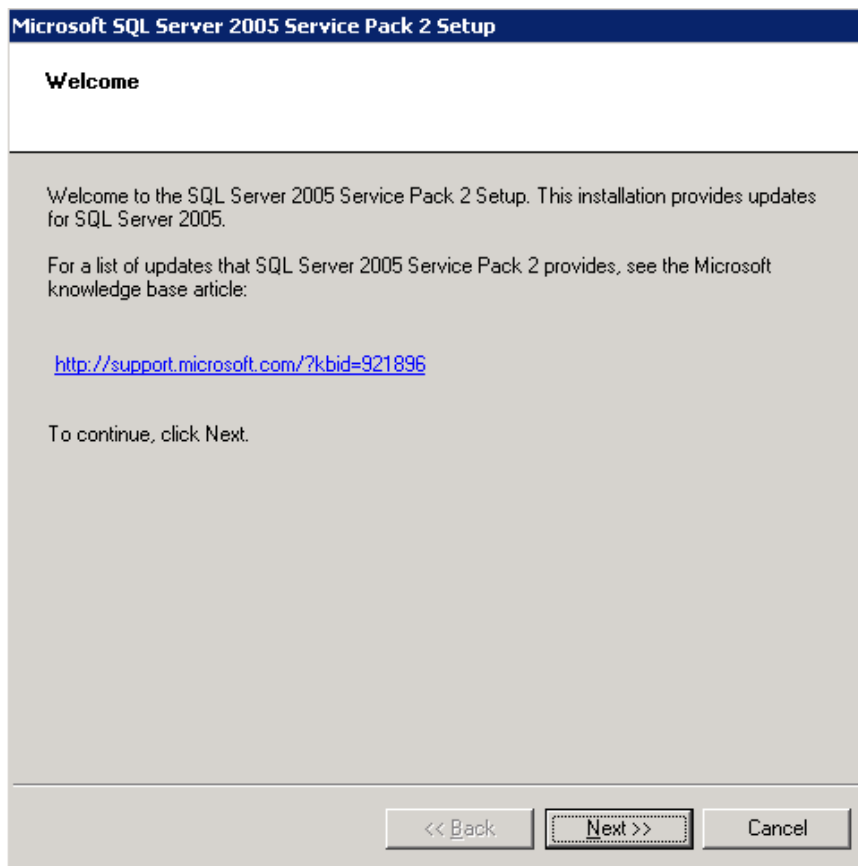 Microsoft SQL Server 2005 Service Pack 2 Setup
Welcome
Welcome to the SQL Server 2005 Service Pack 2 Setup. This installation provides updates
for SQL Server 2005.
For a list of updates that SQL Server 2005 Service Pack 2 provides, see the Microsoft
knowledge base article:
http://support.microsoft.com/?kbid=921896
To continue, click Next.
<< Back Next >> Cancel